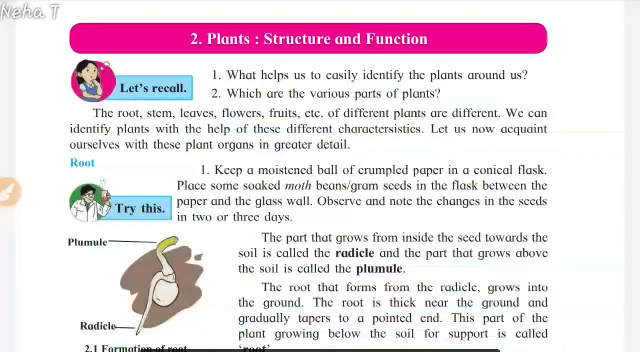 Neha T
2. Plants : Structure and Function
Let's recall.
1. What helps us to easily identify the plants around us?
2. Which are the various parts of plants?
The root, stem, leaves, flowers, fruits, etc. of different plants are different. We can
identify plants with the help of these different charactersistics. Let us now acquaint
ourselves with these plant organs in greater detail.
Root
Try this.
1. Keep a moistened ball of crumpled paper in a conical flask.
Place some soaked moth beans/gram seeds in the flask between the
paper and the glass wall. Observe and note the changes in the seeds
in two or three days.
Plumule
Radicle
2.1 Formation of root
The part that grows from inside the seed towards the
soil is called the radicle and the part that grows above
the soil is called the plumule.
The root that forms from the radicle, grows into
the ground. The root is thick near the ground and
gradually tapers to a pointed end. This part of the
plant growing below the soil for support is called
'root'